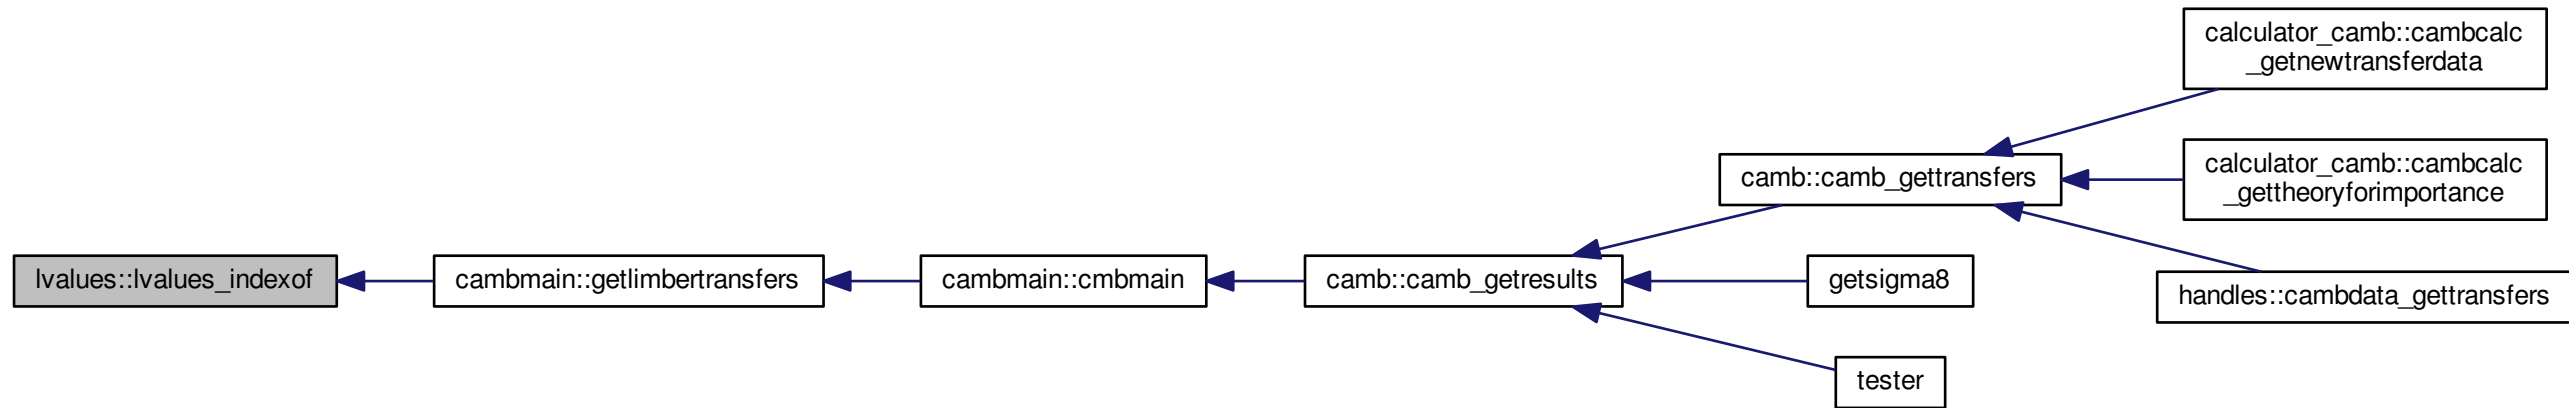 lvalues::lvalues_indexof
cambmain::getlimbertransfers
cambmain::cmbmain
camb::camb_getresults
camb::camb_gettransfers
calculator_camb::cambcalc
_getnewtransferdata
calculator_camb::cambcalc
_gettheoryforimportance
handles::cambdata_gettransfers
getsigma8
tester